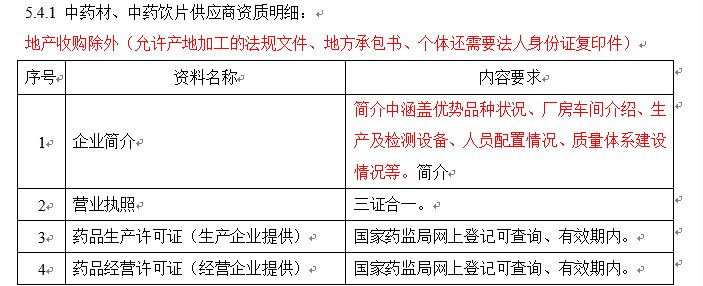 5.4.1 中药材、中药饮片供应商资质明细：
地产收购除外（允许产地加工的法规文件、地方承包书、个体还需要法人身份证复印件）
序号 资料名称 内容要求
1 企业简介 简介中涵盖优势品种状况、厂房车间介绍、生
产及检测设备、人员配置情况、质量体系建设
情况等。简介
2 营业执照 三证合一。
3 药品生产许可证（生产企业提供） 国家药监局网上登记可查询、有效期内。
4 药品经营许可证（经营企业提供） 国家药监局网上登记可查询、有效期内。